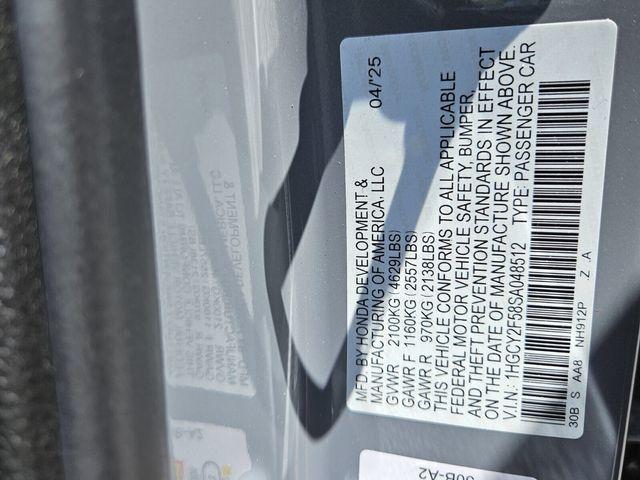 MFD. BY HONDA DEVELOPMENT &
MANUFACTURING OF AMERICA, LLC 04/'25
GVWR 2100KG (4629LBS)
GAWR F 1160KG (2557LBS)
GAWR R 970KG (2138LBS)
THIS VEHICLE CONFORMS TO ALL APPLICABLE
FEDERAL MOTOR VEHICLE SAFETY, BUMPER,
AND THEFT PREVENTION STANDARDS IN EFFECT
ON THE DATE OF MANUFACTURE SHOWN ABOVE.
V.I.N.: 1HGCY2F58SA048512 TYPE: PASSENGER CAR
30B S AA8 NH912P Z .A
30B-A2